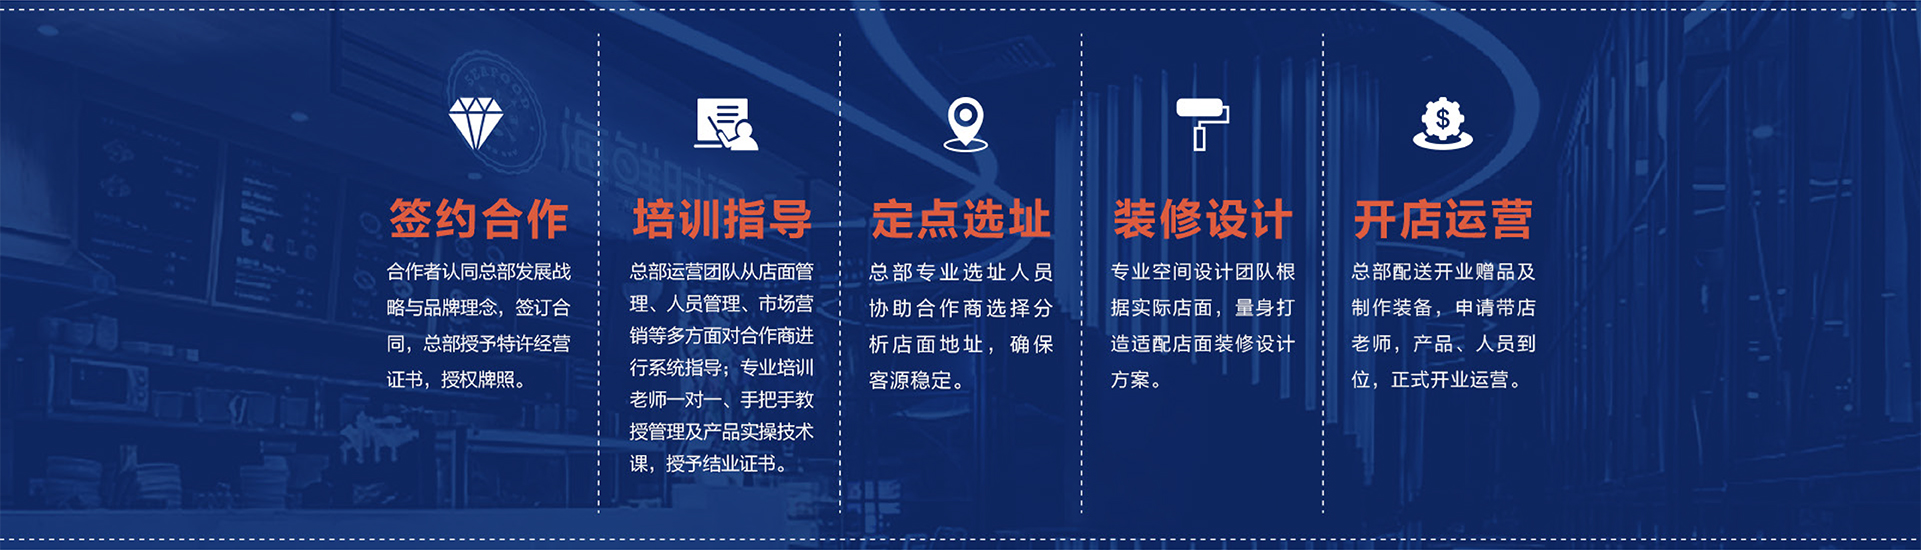 签约合作
合作者认同总部发展战
略与品牌理念，签订合
同，总部授予特许经营
证书，授权牌照。
培训指导
总部运营团队从店面管
理、人员管理、市场营
销等多方面对合作商进
行系统指导；专业培训
老师一对一、手把手教
授管理及产品实操技术
课，授予结业证书。
定点选址
总部专业选址人员
协助合作商选择分
析店面地址，确保
客源稳定。
装修设计
专业空间设计团队根
据实际店面，量身打
造适配店面装修设计
方案。
开店运营
总部配送开业赠品及
制作装备，申请带店
老师，产品、人员到
位，正式开业运营。